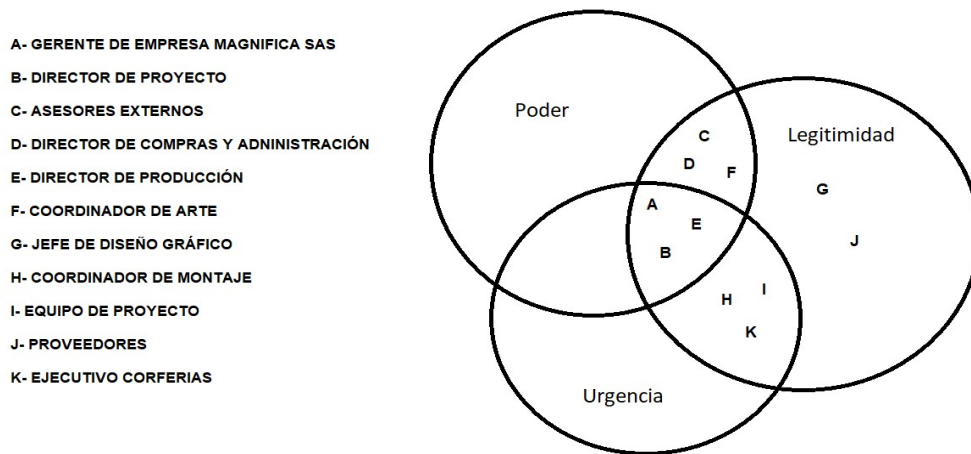 A- GERENTE DE EMPRESA MAGNIFICA SAS
B- DIRECTOR DE PROYECTO
C- ASESORES EXTERNOS
D- DIRECTOR DE COMPRAS Y ADNINISTRACIÓN
E- DIRECTOR DE PRODUCCIÓN
F- COORDINADOR DE ARTE
G- JEFE DE DISEÑO GRÁFICO
H- COORDINADOR DE MONTAJE
I- EQUIPO DE PROYECTO
J- PROVEEDORES
K- EJECUTIVO CORFERIAS
Poder
Legitimidad
C
D
F
G
A
E
J
B
H
I
K
Urgencia